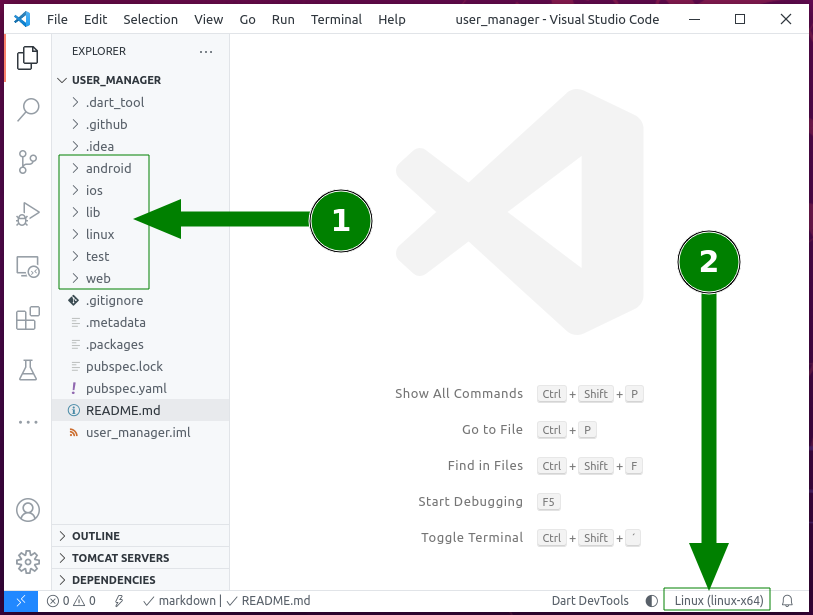 File Edit Selection View Go Run Terminal Help user_manager - Visual Studio Code
EXPLORER
USER_MANAGER
.dart_tool
.github
.idea
android
ios
lib
linux
test
web
.gitignore
.metadata
.packages
pubspec.lock
pubspec.yaml
README.md
user_manager.iml
OUTLINE
TOMCAT SERVERS
DEPENDENCIES
1
2
Show All Commands Ctrl + Shift + P
Go to File Ctrl + P
Find in Files Ctrl + Shift + F
Start Debugging F5
Toggle Terminal Ctrl + Shift + ´
0 0 markdown | README.md Dart DevTools Linux (linux-x64)